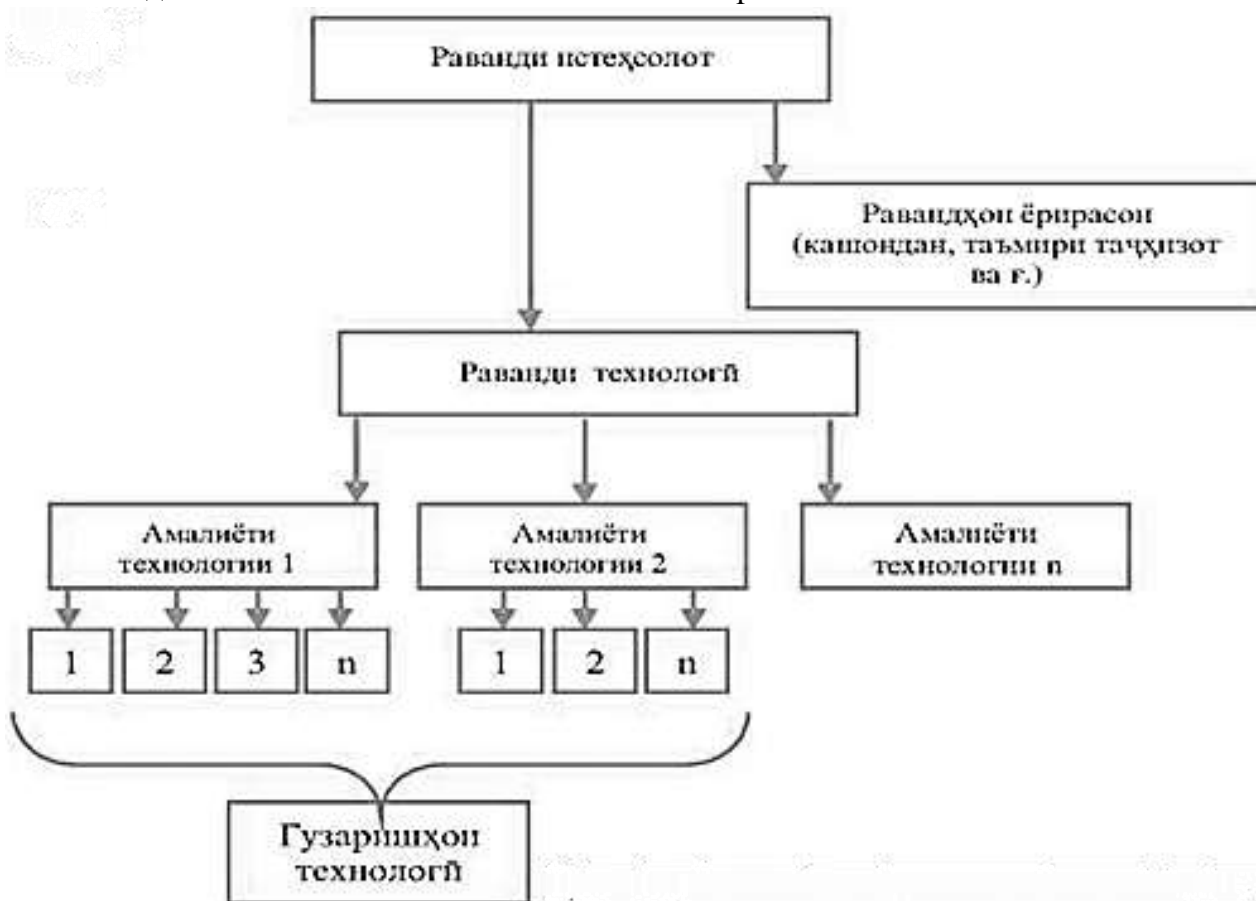 Раванди истеҳсолот
Равандҳои ёрирасон
(кашондан, таъмири таҷҳизот
ва ғ.)
Раванди технологӣ
Амалиёти
технологии 1
Амалиёти
технологии 2
Амалиёти
технологии n
1 2 3 n 1 2 n
Гузаришҳои
технологӣ